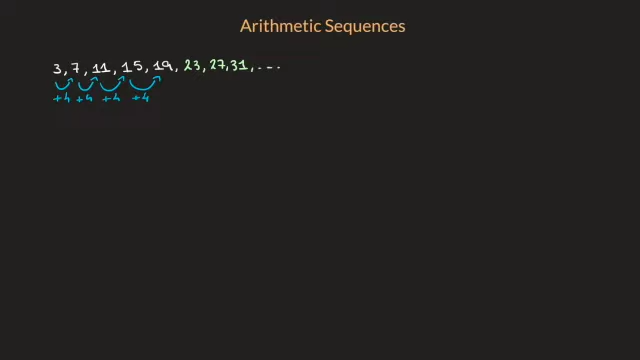 Arithmetic Sequences
3, 7, 11, 15, 19, 23, 27, 31, ...
+4 +4 +4 +4